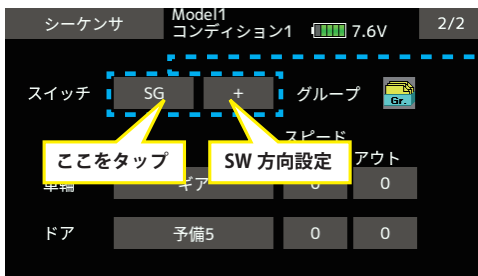 シーケンサ
Model1
コンディション1
7.6V
2/2
スイッチ
SG
+
グループ
Gr.
スピード
ここをタップ
SW 方向設定
アウト
車輪
ギア
0
0
ドア
予備5
0
0